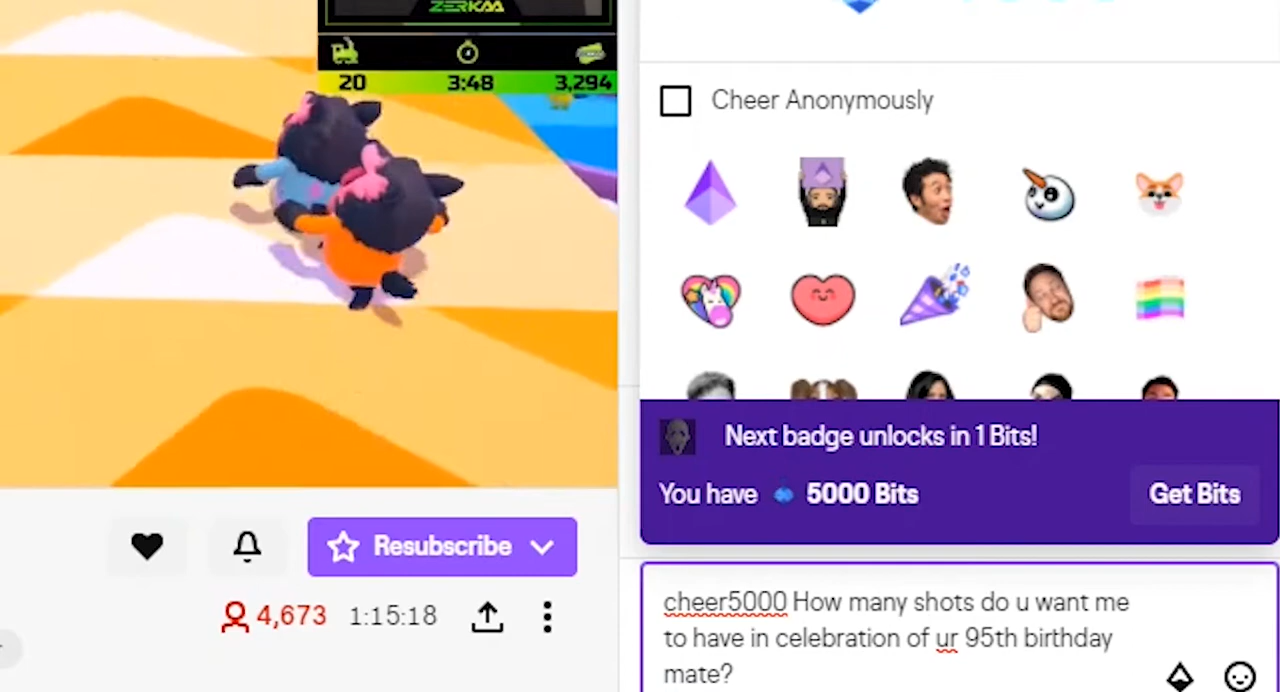 ZERKAA
20 3:48 3,294
Cheer Anonymously
Next badge unlocks in 1 Bits!
You have 5000 Bits
Get Bits
Resubscribe
4,673 1:15:18
cheer5000 How many shots do u want me
to have in celebration of ur 95th birthday
mate?